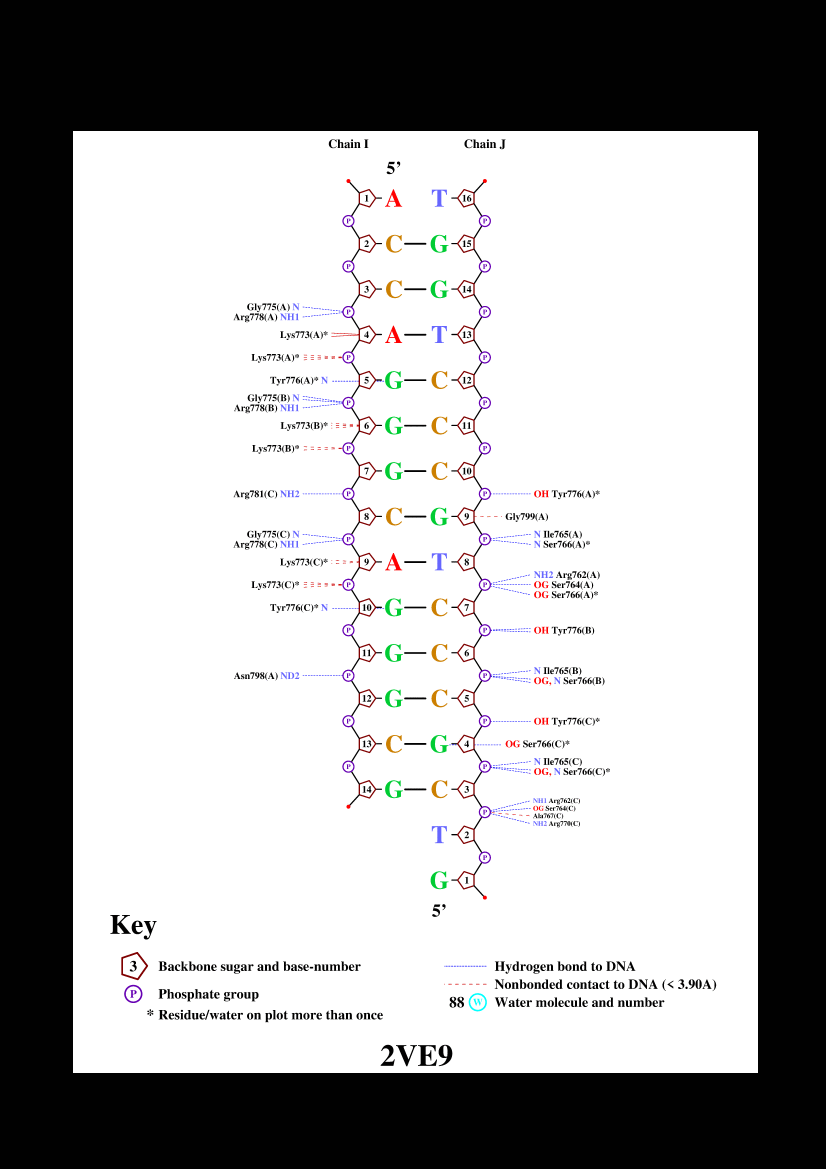 Chain I Chain J
5'
1 A T 16
P P
2 C G 15
P P
3 C G 14
Gly775(A) N P P
Arg778(A) NH1
Lys773(A)* 4 A T 13
Lys773(A)* P P
Tyr776(A)* N 5 G C 12
Gly775(B) N P P
Arg778(B) NH1
Lys773(B)* 6 G C 11
Lys773(B)* P P
7 G C 10
Arg781(C) NH2 P P OH Tyr776(A)*
8 C G 9 Gly799(A)
Gly775(C) N P P N Ile765(A)
Arg778(C) NH1 N Ser766(A)*
Lys773(C)* 9 A T 8
NH2 Arg762(A)
Lys773(C)* P P OG Ser764(A)
OG Ser766(A)*
Tyr776(C)* N 10 G C 7
P P OH Tyr776(B)
11 G C 6
N Ile765(B)
Asn798(A) ND2 P P
OG, N Ser766(B)
12 G C 5
P P OH Tyr776(C)*
13 C G 4 OG Ser766(C)*
N Ile765(C)
P P
OG, N Ser766(C)*
14 G C 3
NH1 Arg762(C)
P OG Ser764(C)
Ala767(C)
NH2 Arg770(C)
T 2
P
G 1
5'
Key
3 Backbone sugar and base-number
P Phosphate group
* Residue/water on plot more than once
Hydrogen bond to DNA
Nonbonded contact to DNA (< 3.90A)
88 W Water molecule and number
2VE9